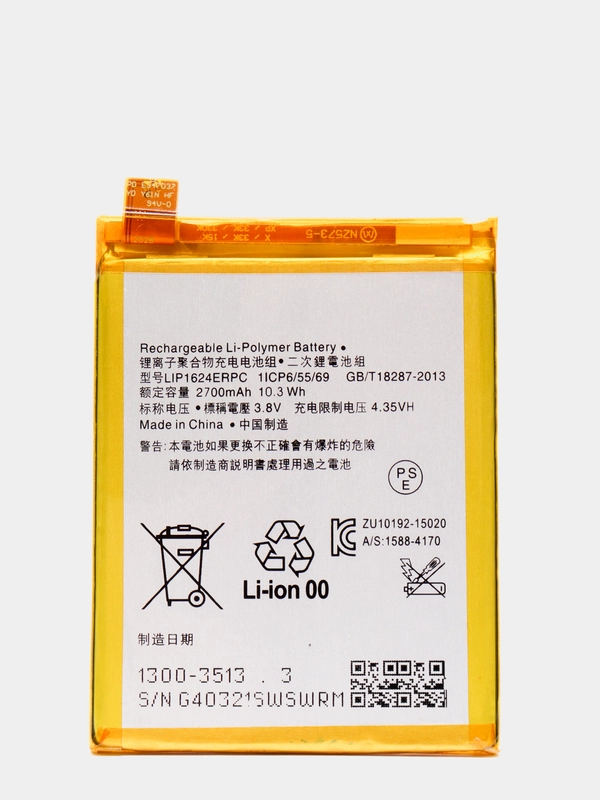 94V-0
NZ573-5
Rechargeable Li-Polymer Battery •
锂离子聚合物充电电池组•二次鋰電池組
型号LIP1624ERPC 1ICP6/55/69 GB/T18287-2013
额定容量 2700mAh 10.3 Wh
标称电压 • 標稱電壓 3.8V 充电限制电压 4.35VH
Made in China • 中国制造
警告: 本電池如果更换不正確會有爆炸的危險
請依制造商説明書處理用過之電池
PS
E
ZU10192-15020
A/S:1588-4170
Li-ion 00
制造日期
1300-3513 . 3
S/N G40321SWSWRM